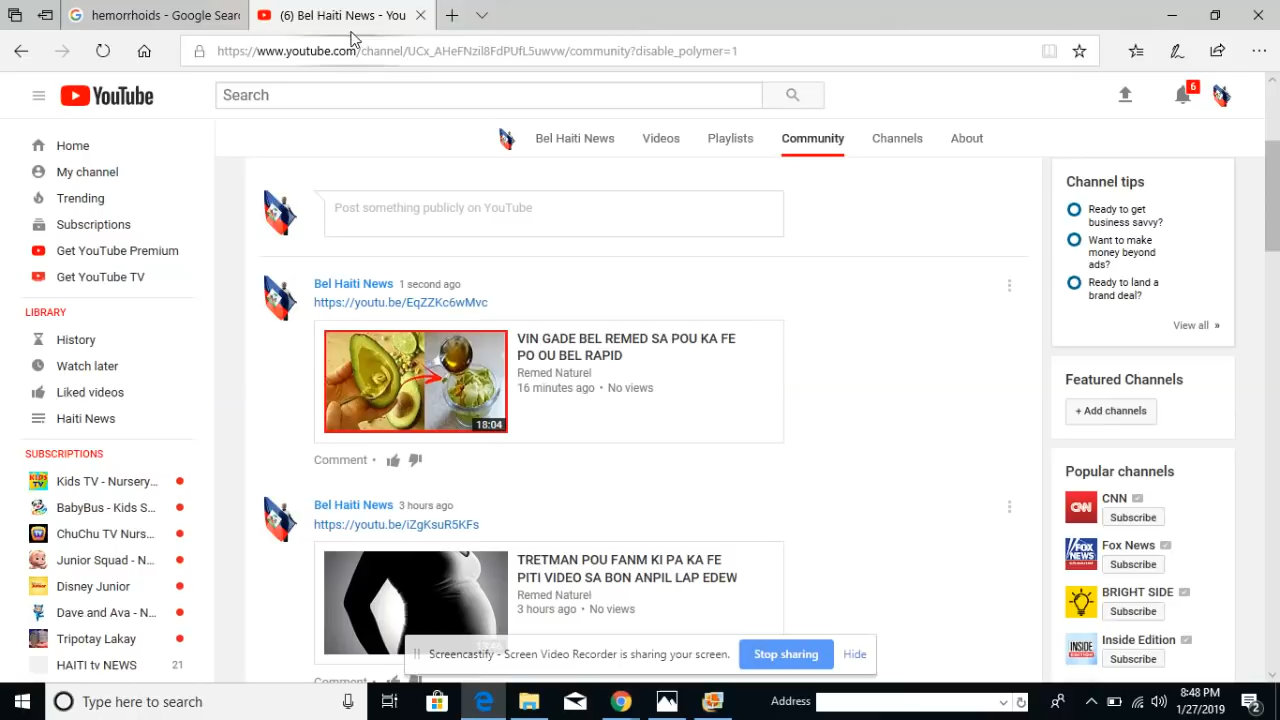 hemorrhoids - Google Searc
(6) Bel Haiti News - You
https://www.youtube.com/channel/UCx_AHeFNzil8FdPUfL5uwvw/community?disable_polymer=1
YouTube
Search
6
Home
My channel
Trending
Subscriptions
Get YouTube Premium
Get YouTube TV
LIBRARY
History
Watch later
Liked videos
Haiti News
SUBSCRIPTIONS
Kids TV - Nursery...
BabyBus - Kids S...
ChuChu TV Nurs...
Junior Squad - N...
Disney Junior
Dave and Ava - N...
Tripotay Lakay
HAITI tv NEWS 21
Bel Haiti News Videos Playlists Community Channels About
Post something publicly on YouTube
Bel Haiti News 1 second ago
https://youtu.be/EqZZKc6wMvc
VIN GADE BEL REMED SA POU KA FE
PO OU BEL RAPID
Remed Naturel
16 minutes ago • No views
18:04
Comment •
Bel Haiti News 3 hours ago
https://youtu.be/iZgKsuR5KFs
TRETMAN POU FANM KI PA KA FE
PITI VIDEO SA BON ANPIL LAP EDEW
Remed Naturel
3 hours ago • No views
Channel tips
Ready to get
business savvy?
Want to make
money beyond
ads?
Ready to land a
brand deal?
View all »
Featured Channels
+ Add channels
Popular channels
CNN
Subscribe
Fox News
Subscribe
BRIGHT SIDE
Subscribe
Inside Edition
Subscribe
Screencastify - Screen Video Recorder is sharing your screen. Stop sharing Hide
Type here to search
Address
8:48 PM
1/27/2019
2